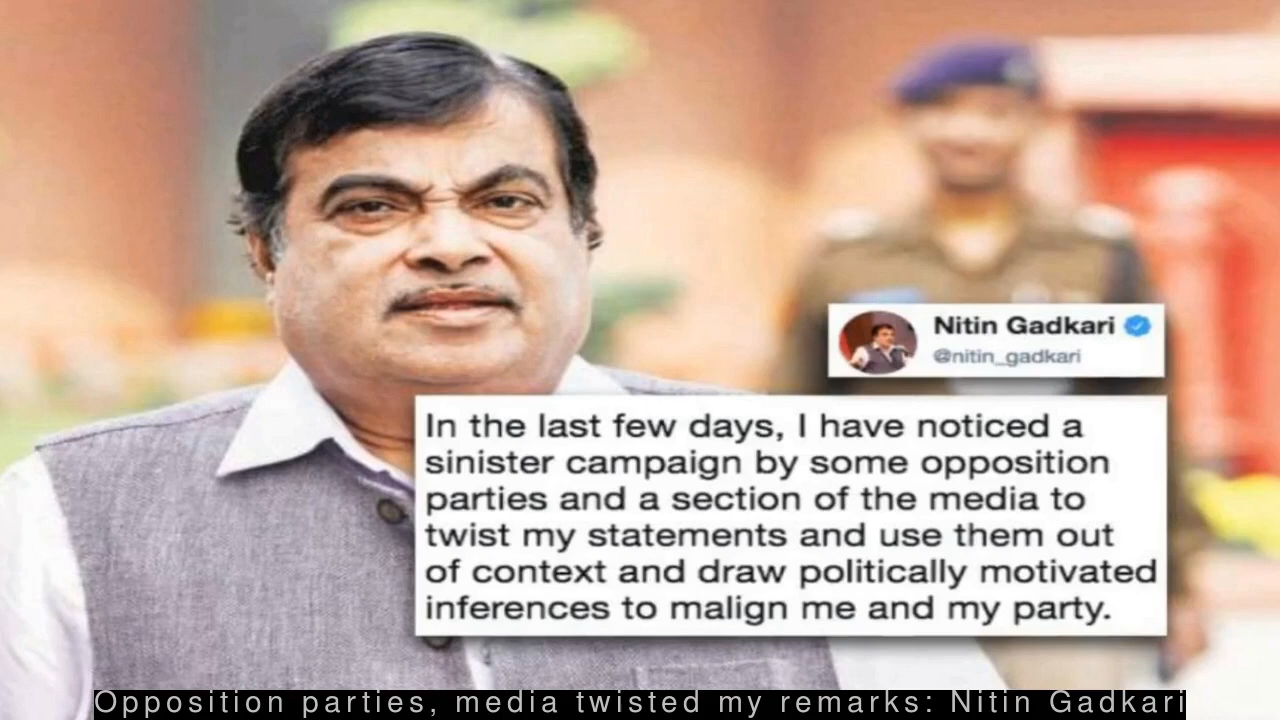 Nitin Gadkari
@nitin_gadkari
In the last few days, I have noticed a
sinister campaign by some opposition
parties and a section of the media to
twist my statements and use them out
of context and draw politically motivated
inferences to malign me and my party.
Opposition parties, media twisted my remarks: Nitin Gadkari